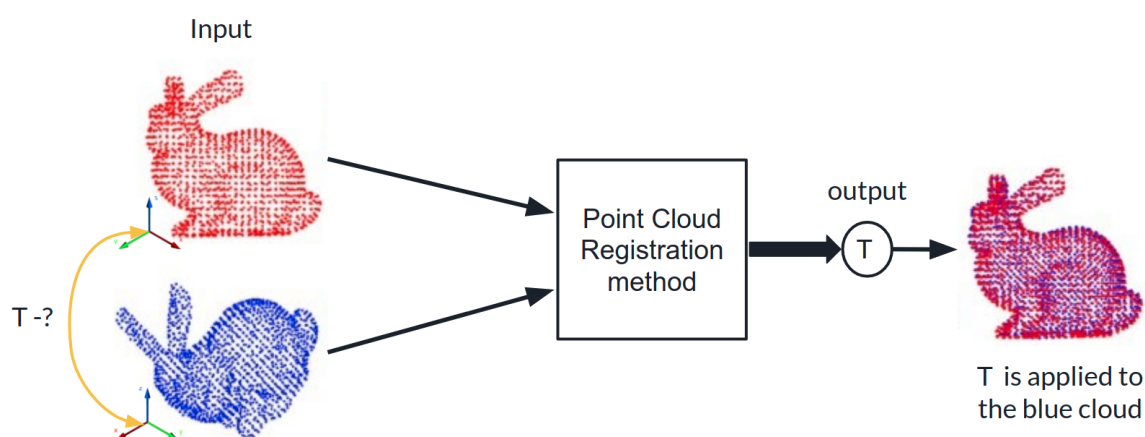 Input
T -?
Point Cloud
Registration
method
output
T
T is applied to
the blue cloud